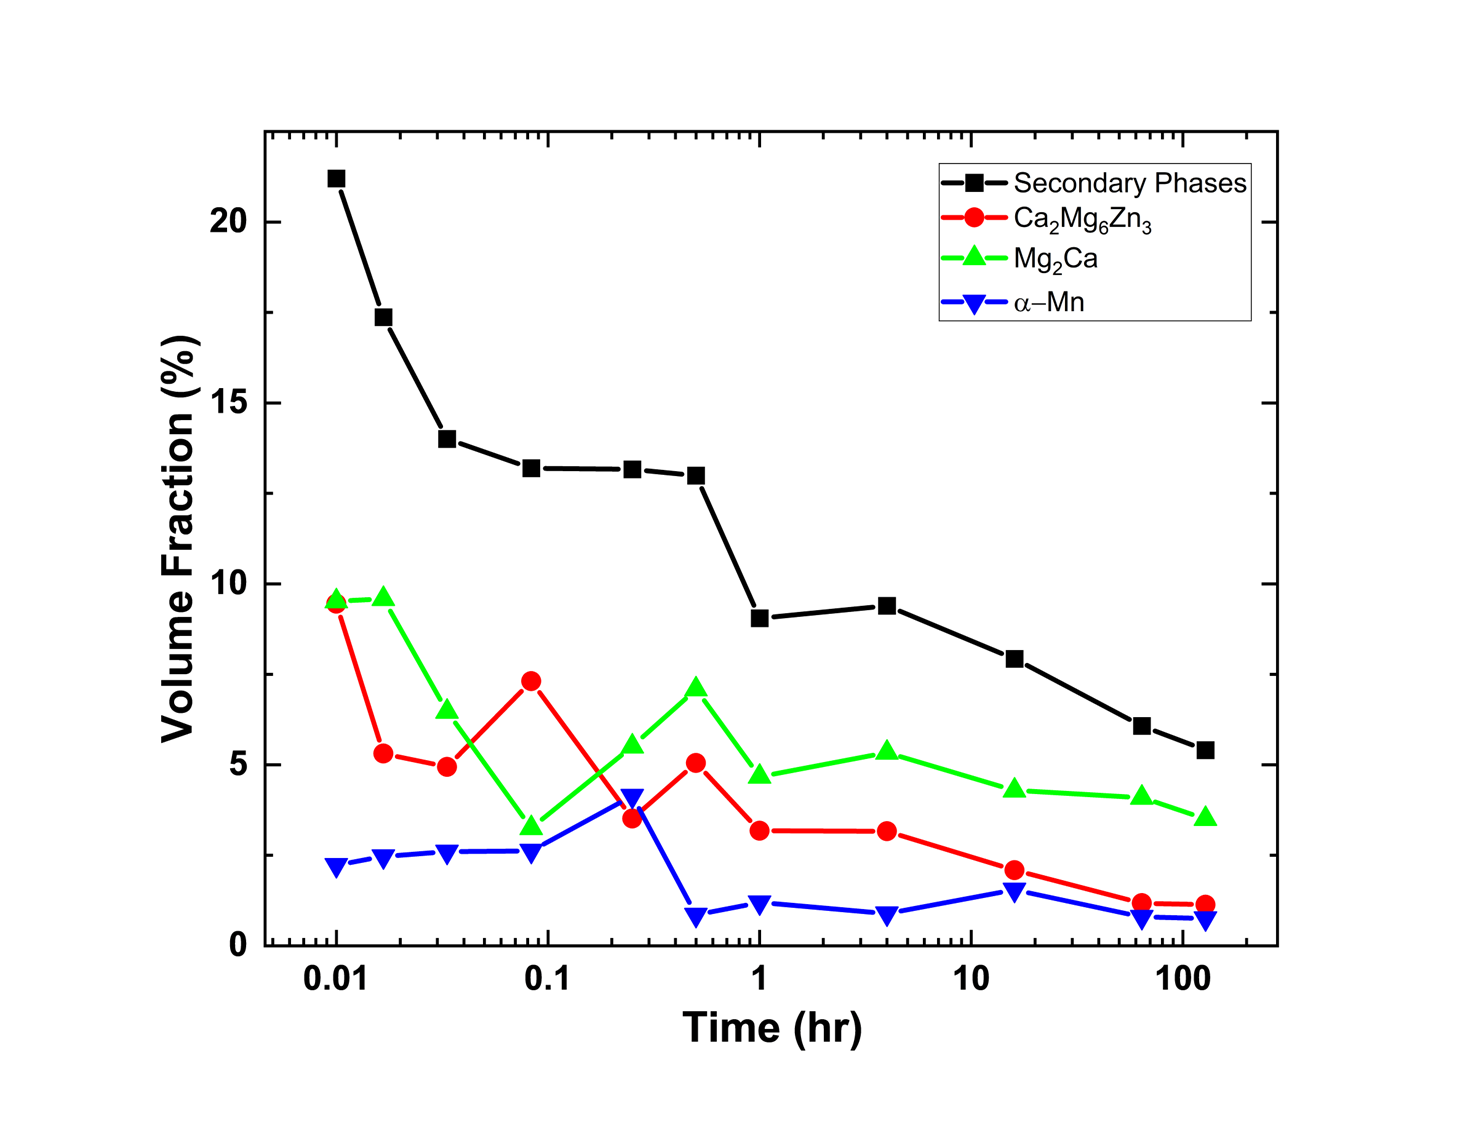 Secondary Phases
Ca₂Mg₆Zn₃
Mg₂Ca
α–Mn
Volume Fraction (%)
20
15
10
5
0
0.01 0.1 1 10 100
Time (hr)